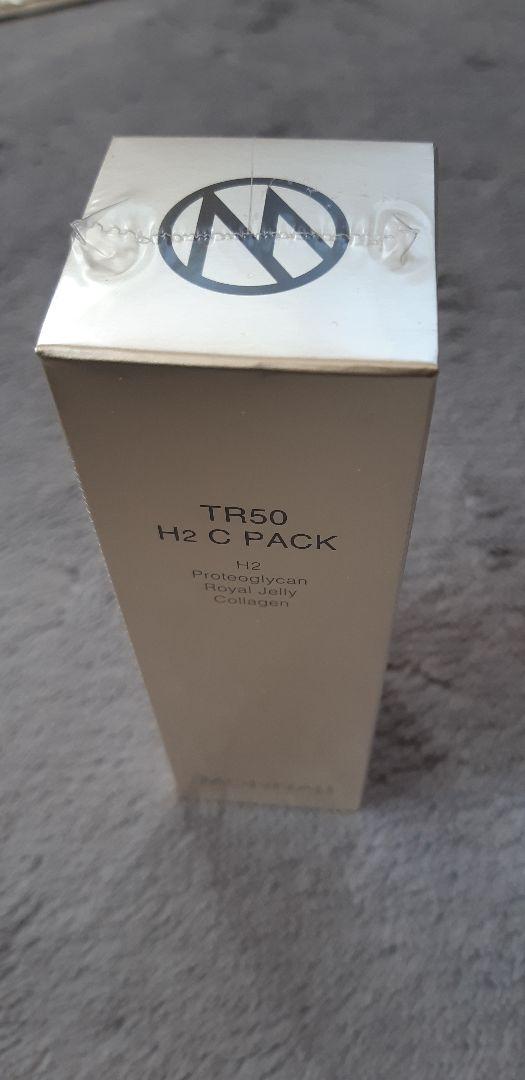 TR50
H2 C PACK
H2
Proteoglycan
Royal Jelly
Collagen